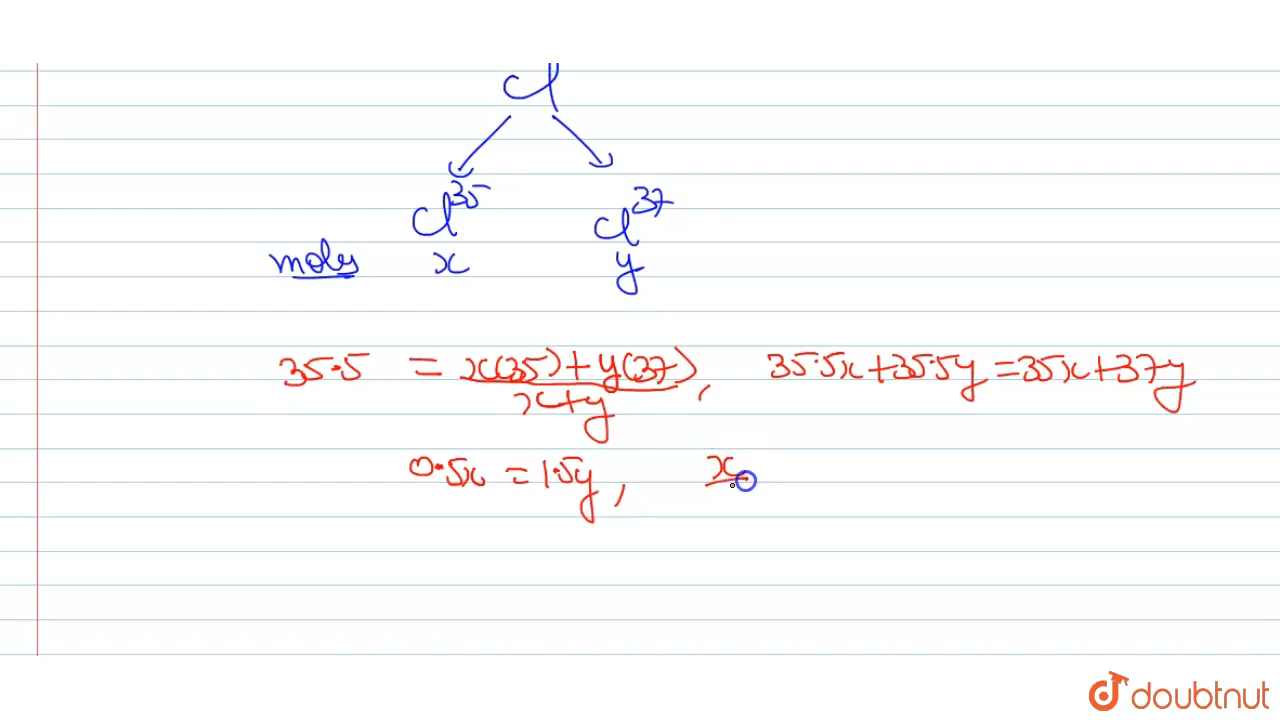 Cl
Cl³⁵ Cl³⁷
moles x y
35.5 = x(35)+y(37) / x+y , 35.5x+35.5y=35x+37y
0.5x = 1.5y , x
doubtnut